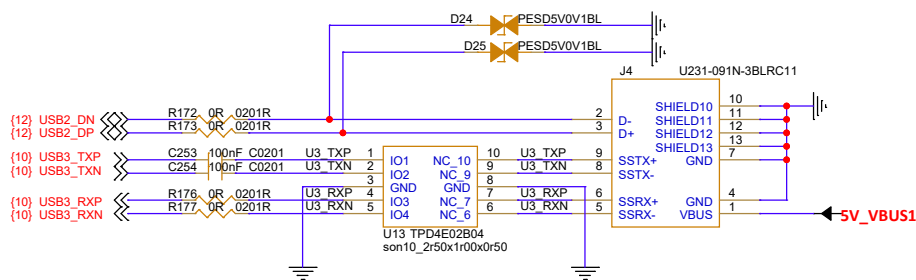 D24 PESD5V0V1BL
D25 PESD5V0V1BL
J4 U231-091N-3BLRC11
{12} USB2_DN R172 0R 0201R 2 D- SHIELD10 10
{12} USB2_DP R173 0R 0201R 3 D+ SHIELD11 11
SHIELD12 12
SHIELD13 13
{10} USB3_TXP C253 100nF C0201 U3_TXP 1 IO1 NC_10 10 U3_TXP 9 SSTX+ GND 7
{10} USB3_TXN C254 100nF C0201 U3_TXN 2 IO2 NC_9 9 U3_TXN 8 SSTX-
3 GND GND 8
{10} USB3_RXP R176 0R 0201R U3_RXP 4 IO3 NC_7 7 U3_RXP 6 SSRX+ GND 4
{10} USB3_RXN R177 0R 0201R U3_RXN 5 IO4 NC_6 6 U3_RXN 5 SSRX- VBUS 1 5V_VBUS1
U13 TPD4E02B04
son10_2r50x1r00x0r50